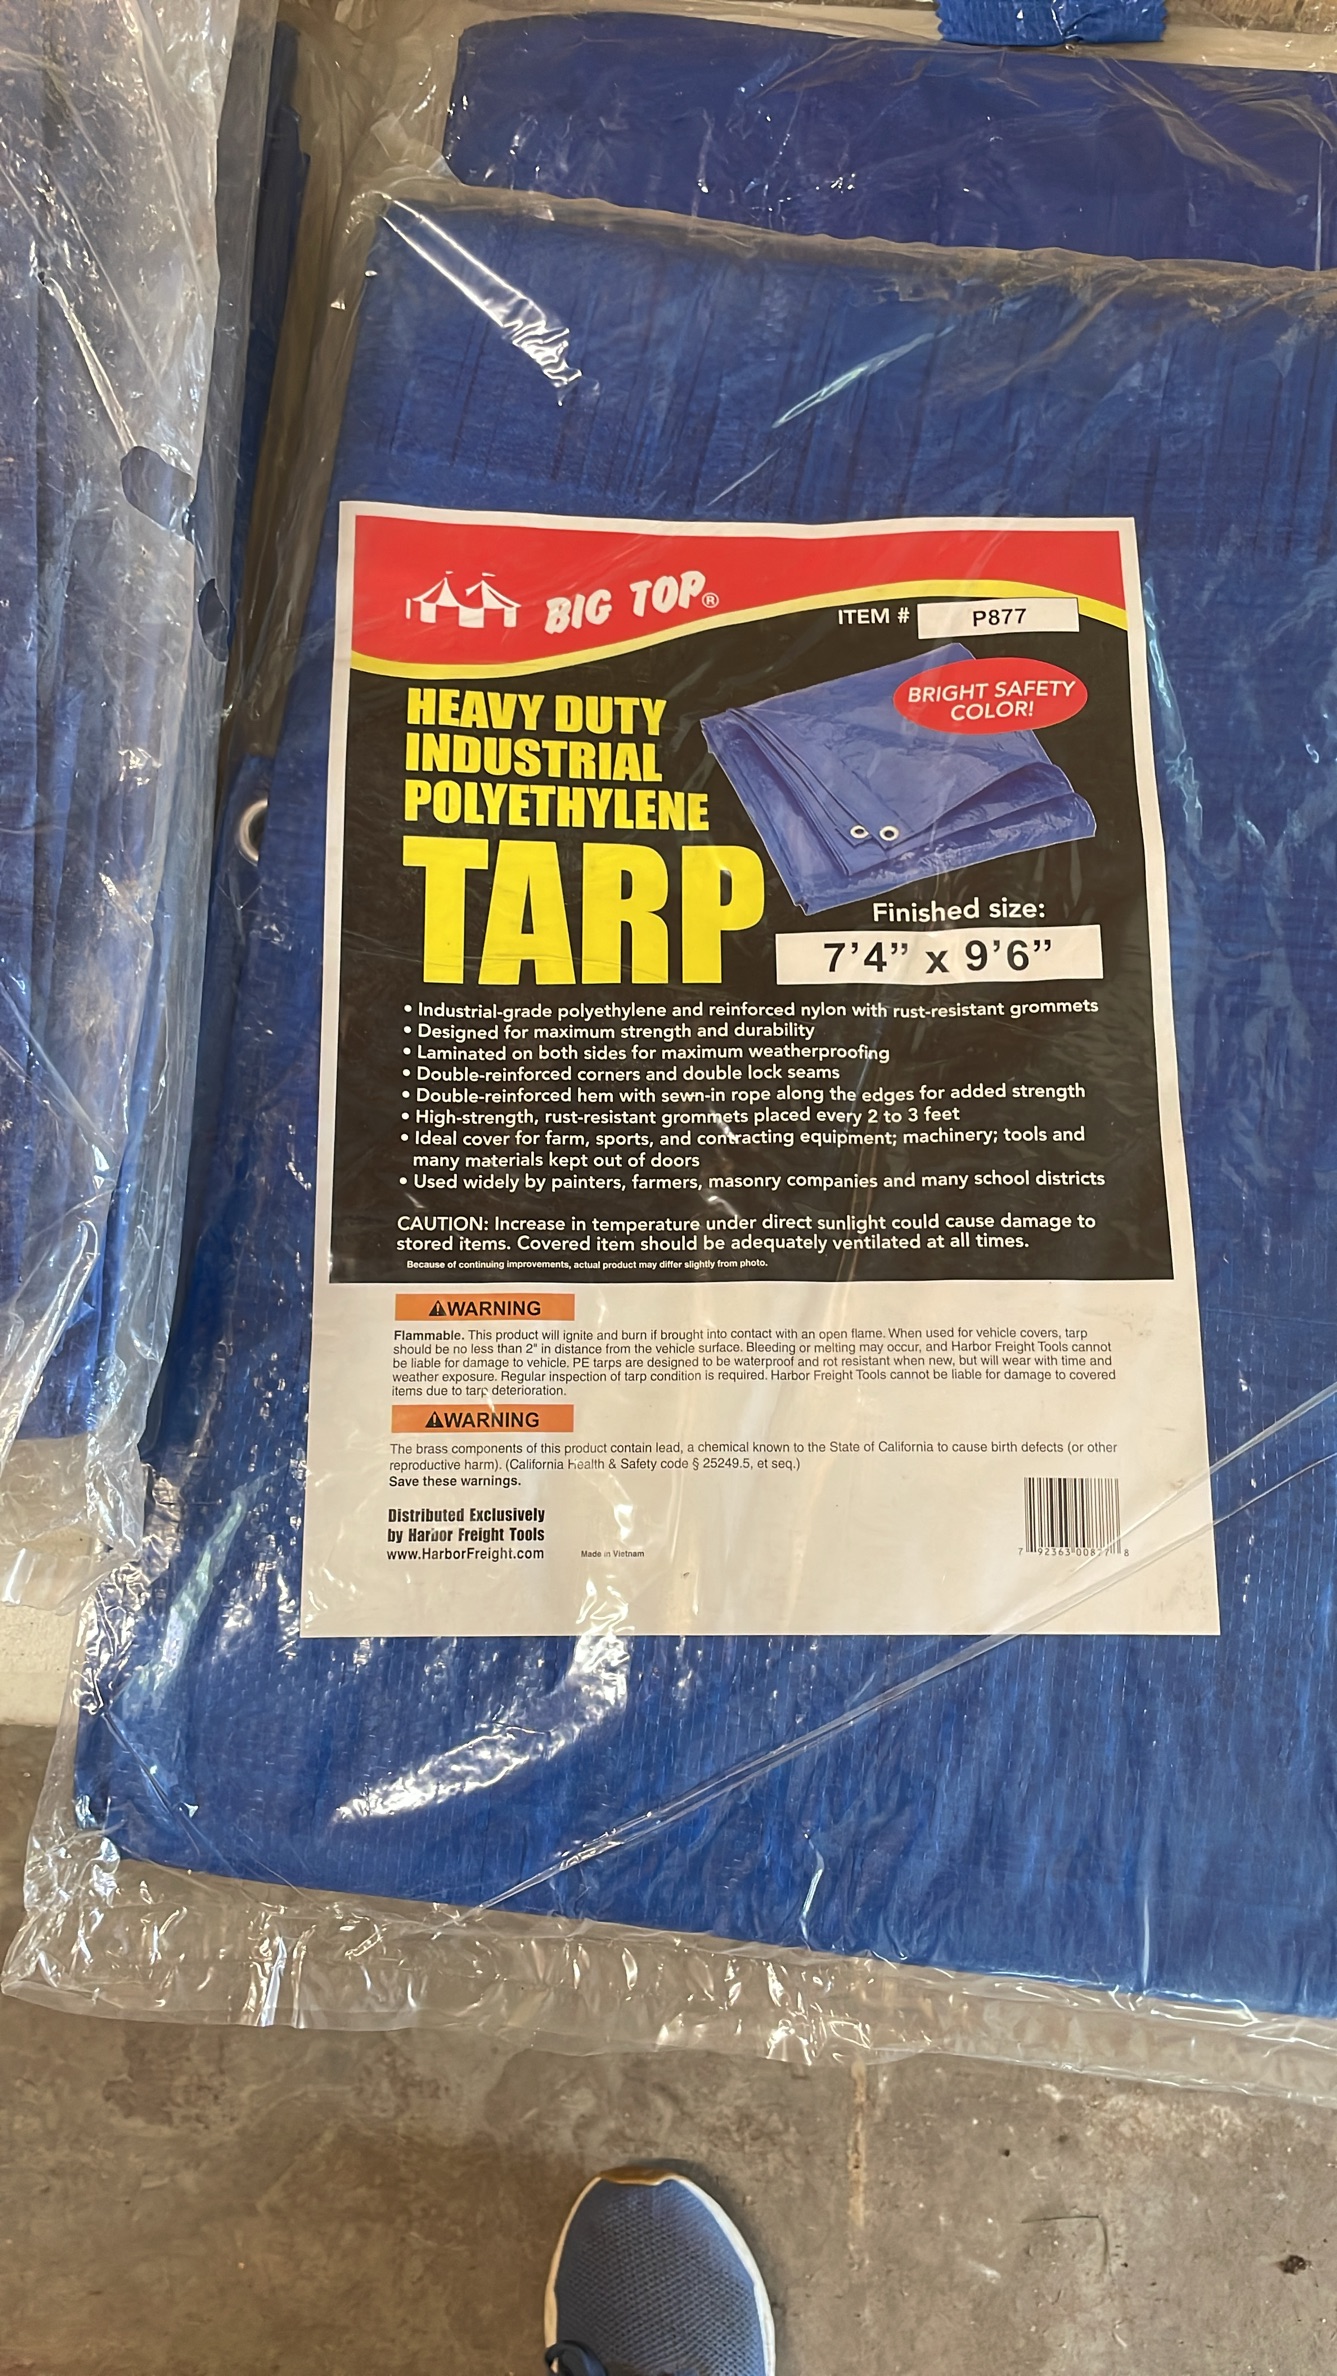 BIG TOP®
ITEM # P877
BRIGHT SAFETY
COLOR!
HEAVY DUTY
INDUSTRIAL
POLYETHYLENE
TARP
Finished size:
7’4” x 9’6”
• Industrial-grade polyethylene and reinforced nylon with rust-resistant grommets
• Designed for maximum strength and durability
• Laminated on both sides for maximum weatherproofing
• Double-reinforced corners and double lock seams
• Double-reinforced hem with sewn-in rope along the edges for added strength
• High-strength, rust-resistant grommets placed every 2 to 3 feet
• Ideal cover for farm, sports, and contracting equipment; machinery; tools and
many materials kept out of doors
• Used widely by painters, farmers, masonry companies and many school districts
CAUTION: Increase in temperature under direct sunlight could cause damage to
stored items. Covered item should be adequately ventilated at all times.
Because of continuing improvements, actual product may differ slightly from photo.
⚠WARNING
Flammable. This product will ignite and burn if brought into contact with an open flame. When used for vehicle covers, tarp
should be no less than 2" in distance from the vehicle surface. Bleeding or melting may occur, and Harbor Freight Tools cannot
be liable for damage to vehicle. PE tarps are designed to be waterproof and rot resistant when new, but will wear with time and
weather exposure. Regular inspection of tarp condition is required. Harbor Freight Tools cannot be liable for damage to covered
items due to tarp deterioration.
⚠WARNING
The brass components of this product contain lead, a chemical known to the State of California to cause birth defects (or other
reproductive harm). (California Health & Safety code § 25249.5, et seq.)
Save these warnings.
Distributed Exclusively
by Harbor Freight Tools
www.HarborFreight.com
Made in Vietnam
7 92363 00877 8